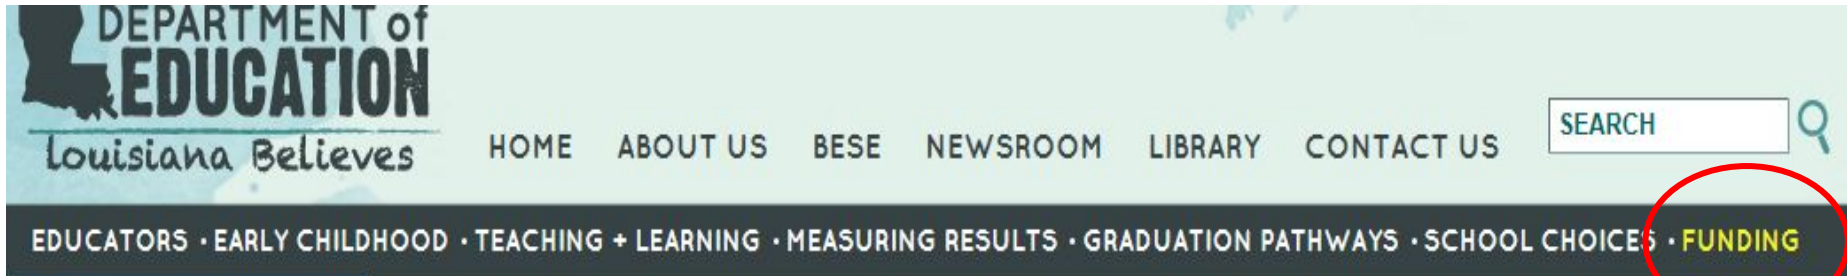 DEPARTMENT of
EDUCATION
Louisiana Believes
HOME ABOUT US BESE NEWSROOM LIBRARY CONTACT US SEARCH
EDUCATORS · EARLY CHILDHOOD · TEACHING + LEARNING · MEASURING RESULTS · GRADUATION PATHWAYS · SCHOOL CHOICES · FUNDING